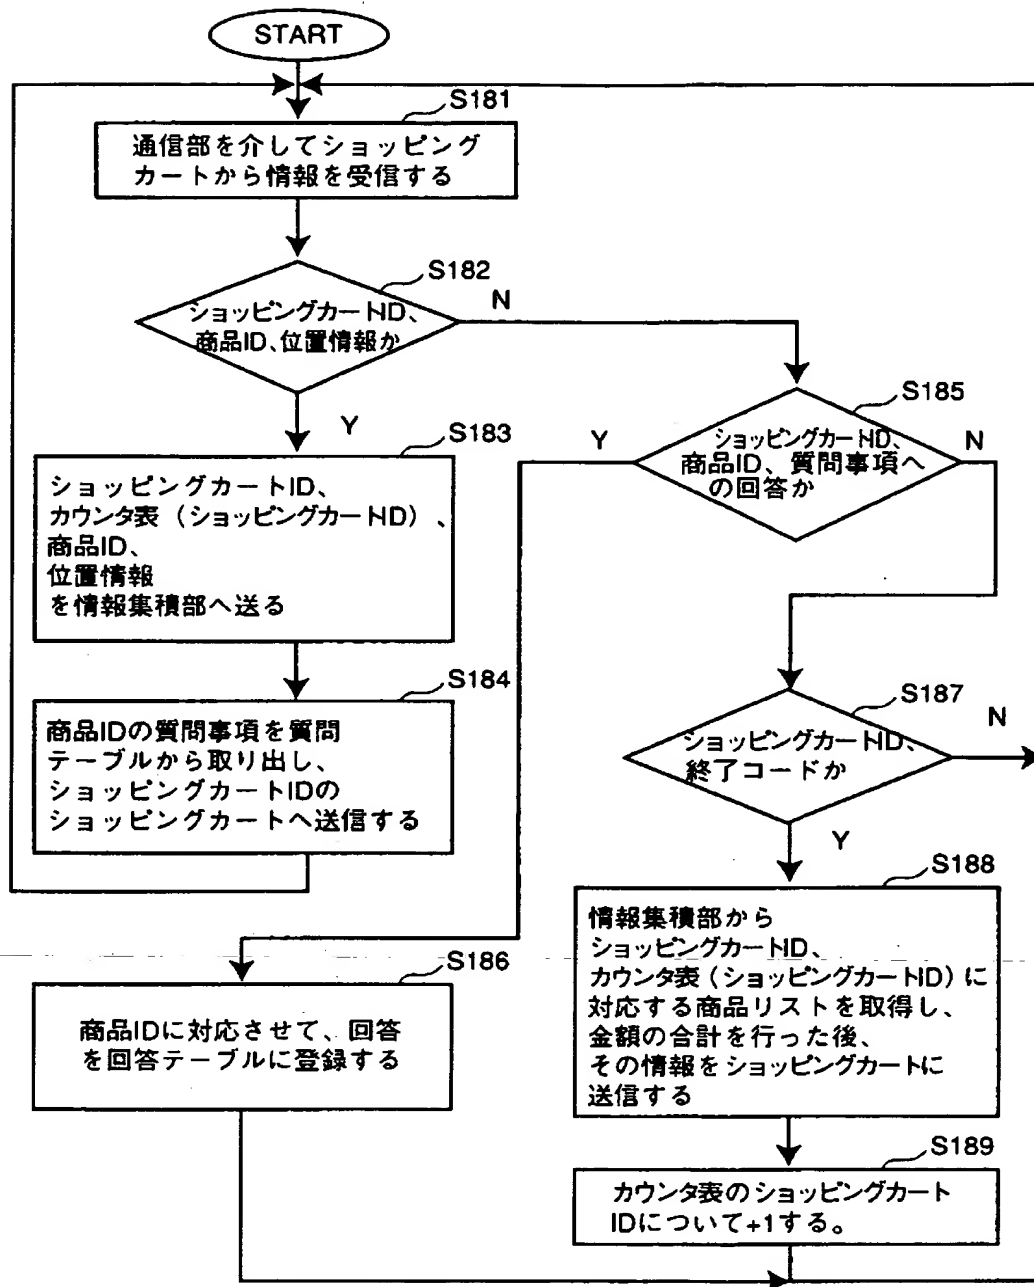 START
S181
通信部を介してショッピング
カートから情報を受信する
S182
ショッピングカートID、
商品ID、位置情報か
N
Y
S183
ショッピングカートID、
カウンタ表（ショッピングカートID）、
商品ID、
位置情報
を情報集積部へ送る
S184
商品IDの質問事項を質問
テーブルから取り出し、
ショッピングカートIDの
ショッピングカートへ送信する
S185
ショッピングカートID、
商品ID、質問事項へ
の回答か
Y
N
S186
商品IDに対応させて、回答
を回答テーブルに登録する
S187
ショッピングカートID、
終了コードか
N
Y
S188
情報集積部から
ショッピングカートID、
カウンタ表（ショッピングカートID）に
対応する商品リストを取得し、
金額の合計を行った後、
その情報をショッピングカートに
送信する
S189
カウンタ表のショッピングカート
IDについて+1する。